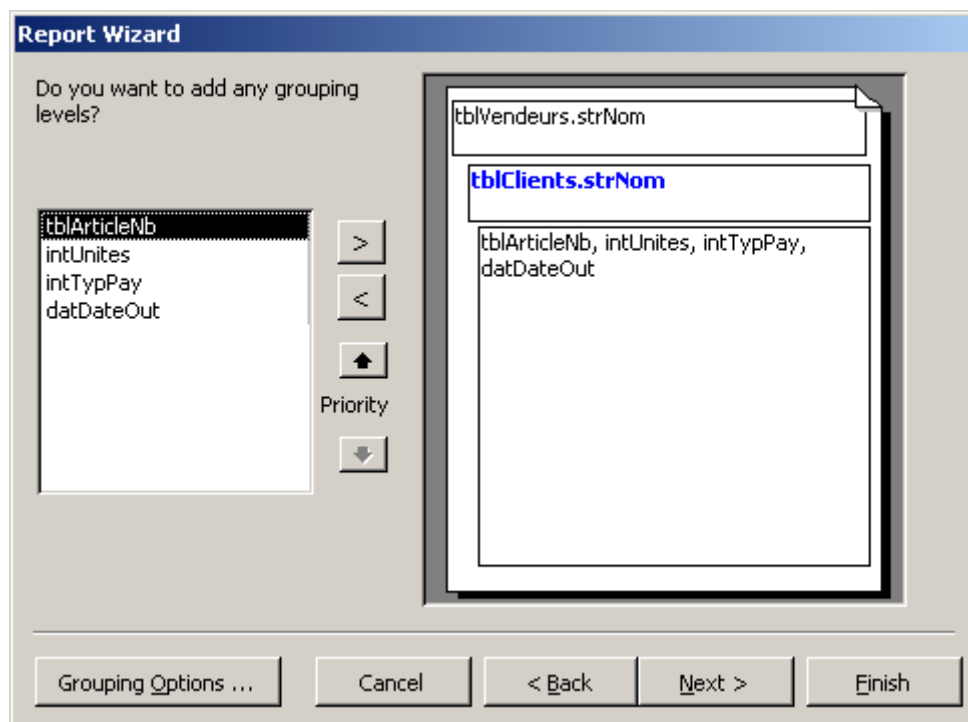 Report Wizard
Do you want to add any grouping
levels?
tblArticleNb
intUnites
intTypPay
datDateOut
>
<
Priority
tblVendeurs.strNom
tblClients.strNom
tblArticleNb, intUnites, intTypPay,
datDateOut
Grouping Options ...
Cancel
< Back
Next >
Finish